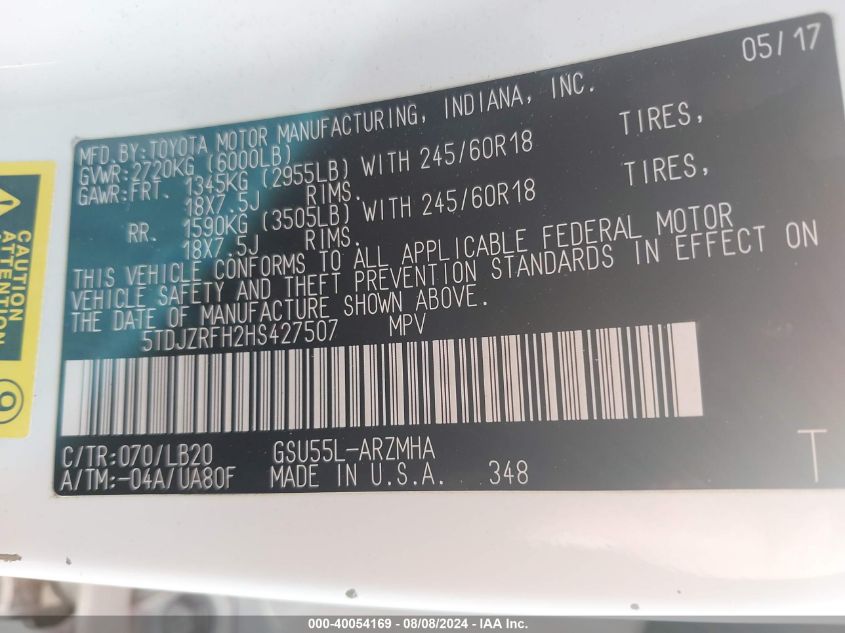 05/17
MFD.BY:TOYOTA MOTOR MANUFACTURING, INDIANA, INC.
GVWR:2720KG (6000LB)
GAWR:FRT. 1345KG (2955LB) WITH 245/60R18 TIRES,
18X7.5J RIMS.
RR. 1590KG (3505LB) WITH 245/60R18 TIRES,
18X7.5J RIMS.
THIS VEHICLE CONFORMS TO ALL APPLICABLE FEDERAL MOTOR
VEHICLE SAFETY AND THEFT PREVENTION STANDARDS IN EFFECT ON
THE DATE OF MANUFACTURE SHOWN ABOVE.
5TDJZRFH2HS427507 MPV
C/TR:070/LB20 GSU55L-ARZMHA
A/TM:-04A/UA80F MADE IN U.S.A. 348
T
CAUTION
ATTENTION
000-40054169 - 08/08/2024 - IAA Inc.